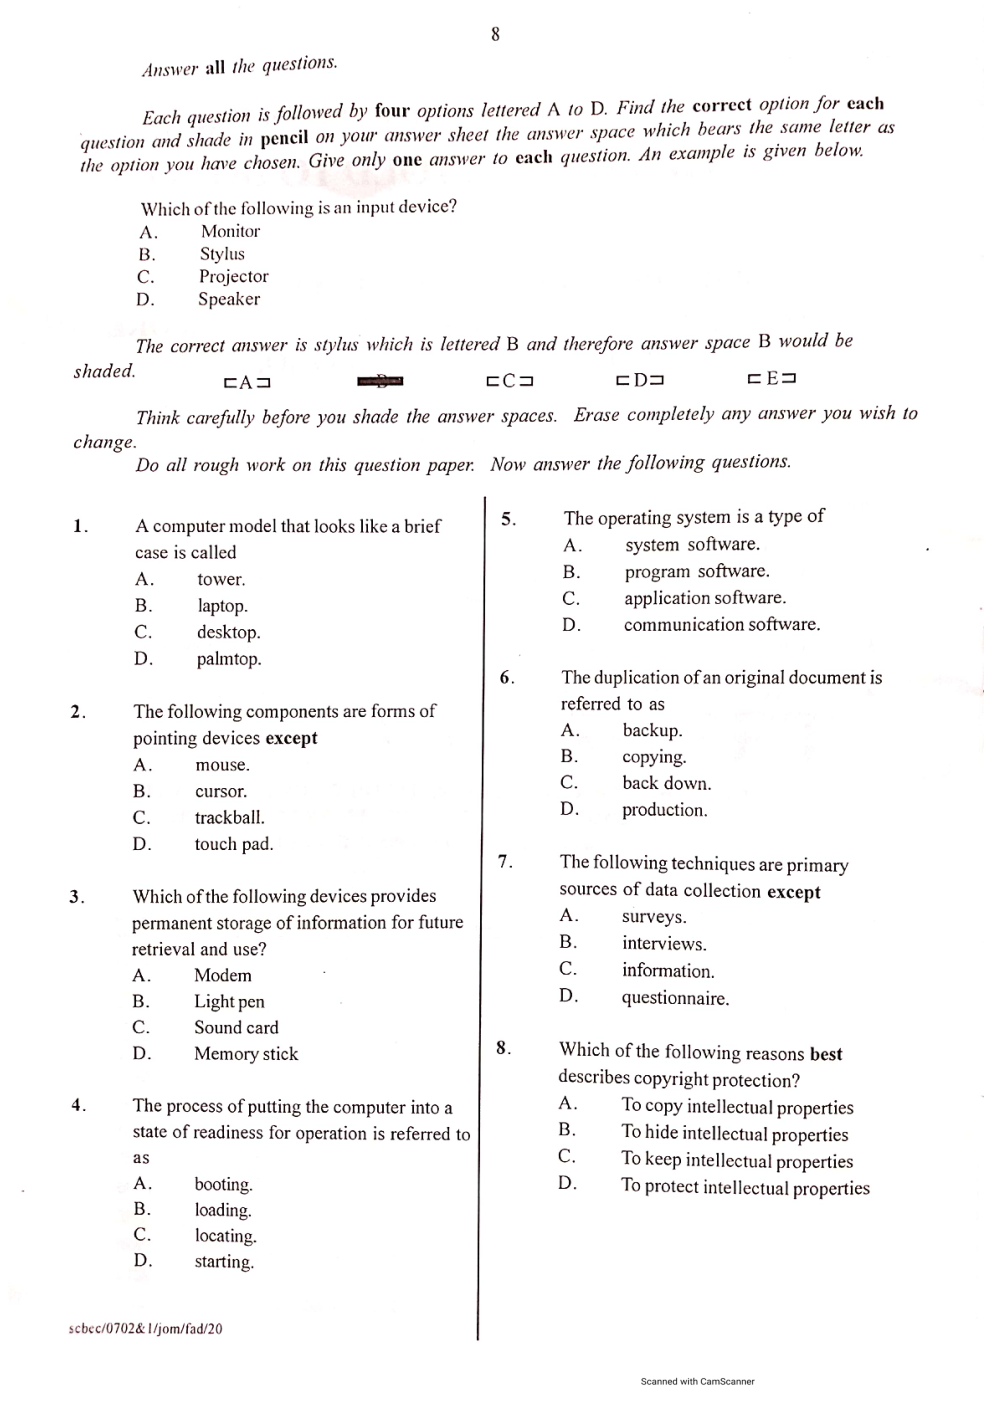 8
Answer all the questions.
Each question is followed by four options lettered A to D. Find the correct option for each
question and shade in pencil on your answer sheet the answer space which bears the same letter as
the option you have chosen. Give only one answer to each question. An example is given below.
Which of the following is an input device?
A. Monitor
B. Stylus
C. Projector
D. Speaker
The correct answer is stylus which is lettered B and therefore answer space B would be
shaded.
⊏A⊐ B ⊏C⊐ ⊏D⊐ ⊏E⊐
Think carefully before you shade the answer spaces. Erase completely any answer you wish to
change.
Do all rough work on this question paper. Now answer the following questions.
1. A computer model that looks like a brief
case is called
A. tower.
B. laptop.
C. desktop.
D. palmtop.
2. The following components are forms of
pointing devices except
A. mouse.
B. cursor.
C. trackball.
D. touch pad.
3. Which of the following devices provides
permanent storage of information for future
retrieval and use?
A. Modem
B. Light pen
C. Sound card
D. Memory stick
4. The process of putting the computer into a
state of readiness for operation is referred to
as
A. booting.
B. loading.
C. locating.
D. starting.
scbec/0702&1/jom/fad/20
5. The operating system is a type of
A. system software.
B. program software.
C. application software.
D. communication software.
6. The duplication of an original document is
referred to as
A. backup.
B. copying.
C. back down.
D. production.
7. The following techniques are primary
sources of data collection except
A. surveys.
B. interviews.
C. information.
D. questionnaire.
8. Which of the following reasons best
describes copyright protection?
A. To copy intellectual properties
B. To hide intellectual properties
C. To keep intellectual properties
D. To protect intellectual properties
Scanned with CamScanner